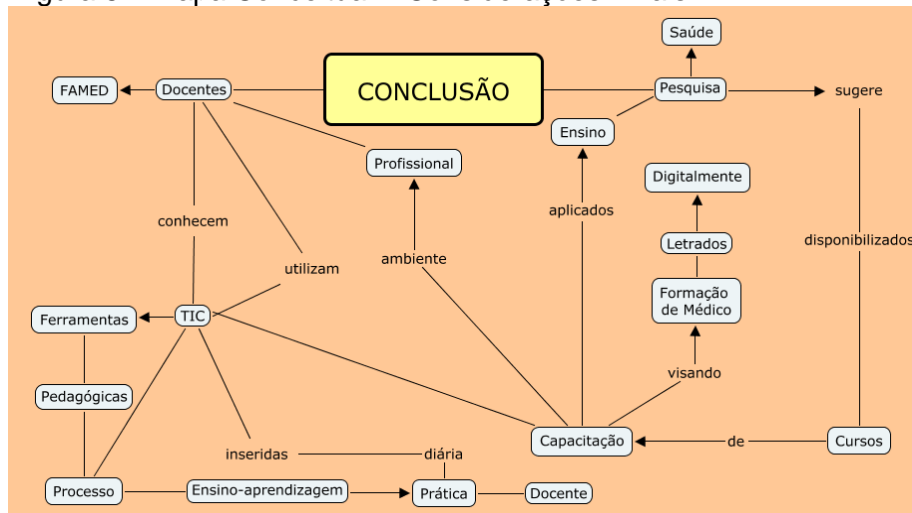 Saúde
FAMED
Docentes
CONCLUSÃO
Pesquisa
sugere
Ensino
Profissional
Digitalmente
conhecem
aplicados
Letrados
disponibilizados
utilizam
ambiente
Formação
de Médico
Ferramentas
TIC
visando
Pedagógicas
Capacitação
de
Cursos
inseridas
diária
Processo
Ensino-aprendizagem
Prática
Docente